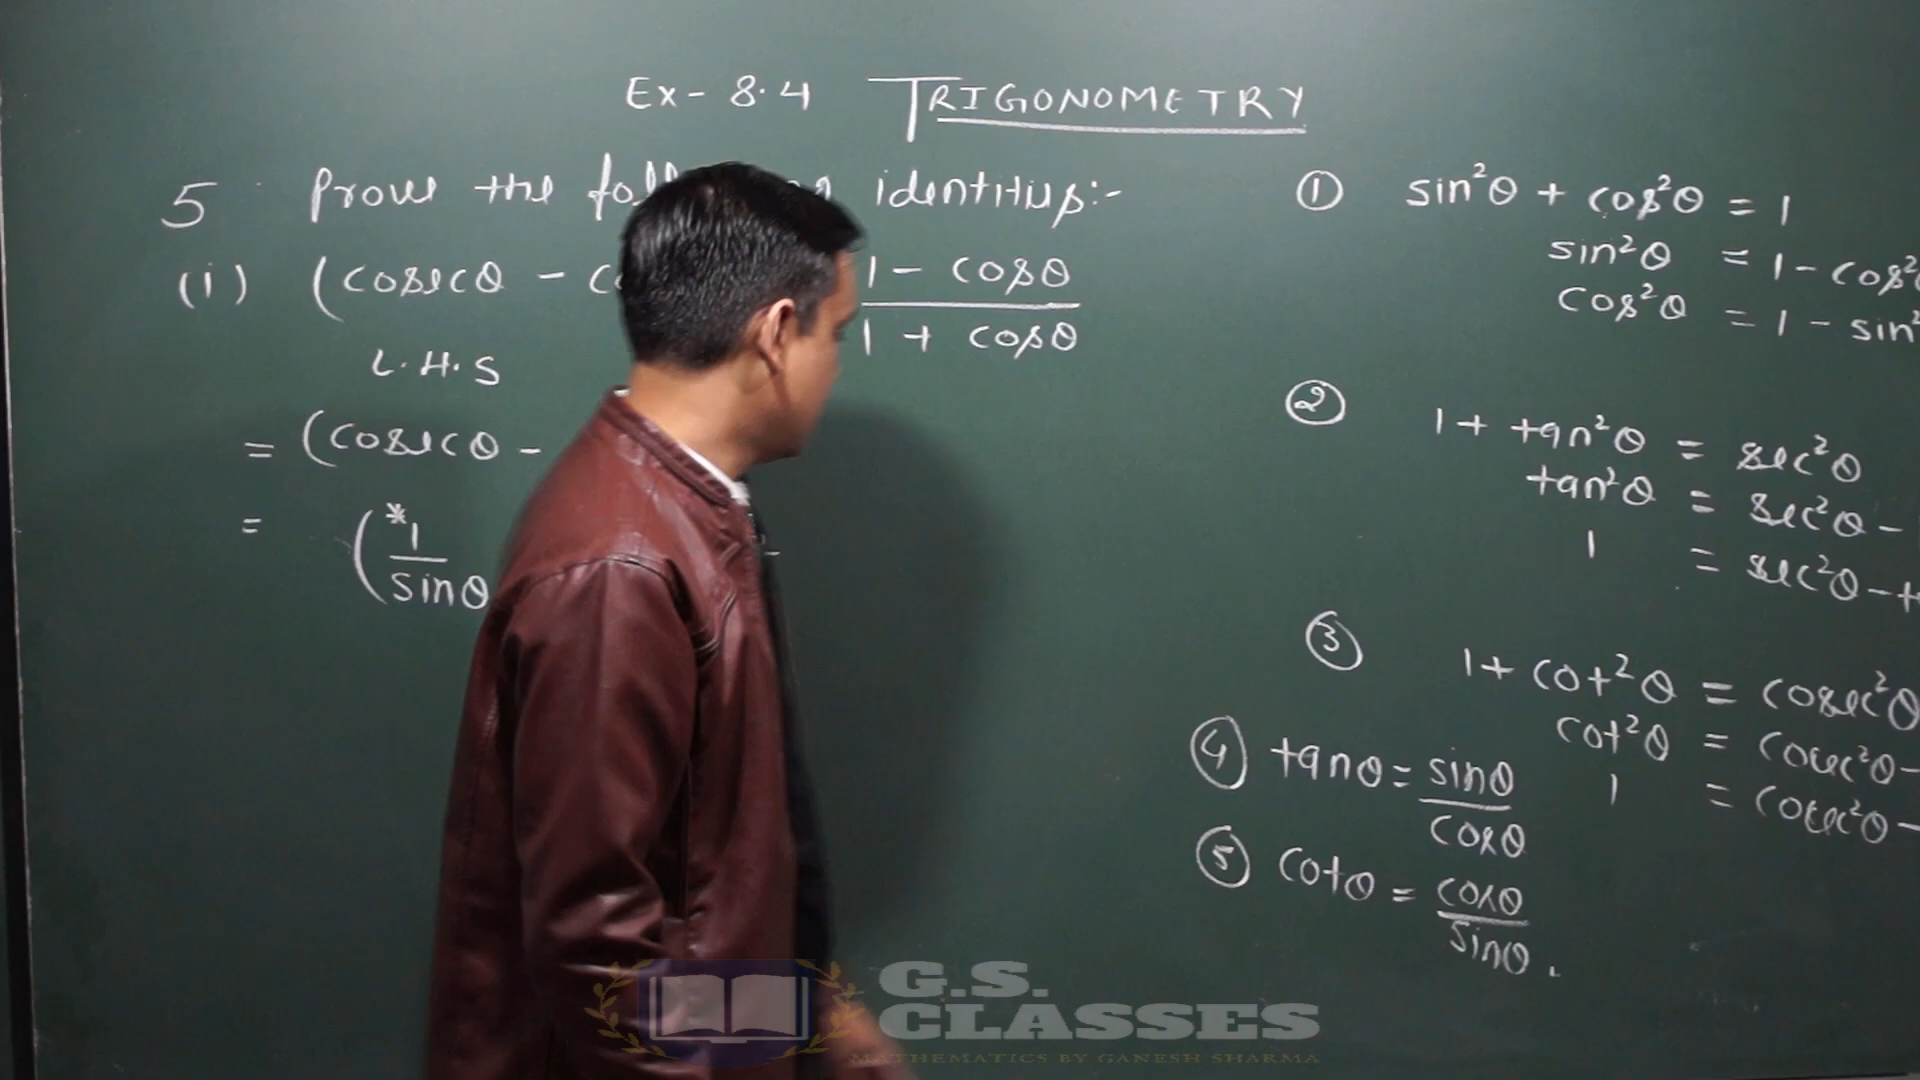 Ex - 8.4 TRIGONOMETRY
5. Prove the identities:-
(i) (cosecθ - 1 - cosθ / 1 + cosθ
L.H.S
= (cosecθ -
= (1/sinθ
① sin²θ + cos²θ = 1
sin²θ = 1 - cos²
cos²θ = 1 - sin²
② 1 + tan²θ = sec²θ
tan²θ = sec²θ -
1 = sec²θ - t
③ 1 + cot²θ = cosec²θ
cot²θ = cosec²θ -
1 = cosec²θ -
④ tanθ = sinθ/cosθ
⑤ cotθ = cosθ/sinθ.
G.S. CLASSES
MATHEMATICS BY GANESH SHARMA